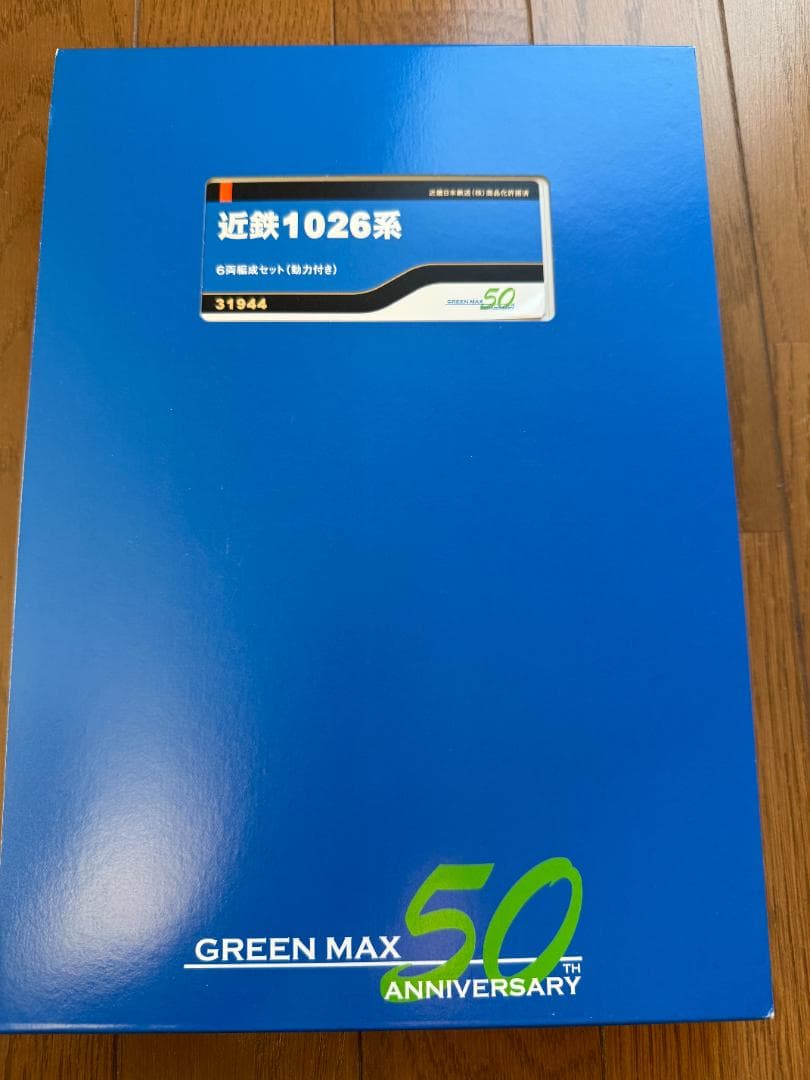 近畿日本鉄道(株)商品化許諾済
近鉄1026系
6両編成セット(動力付き)
31944
GREEN MAX 50
TH
ANNIVERSARY
GREEN MAX 50
TH
ANNIVERSARY